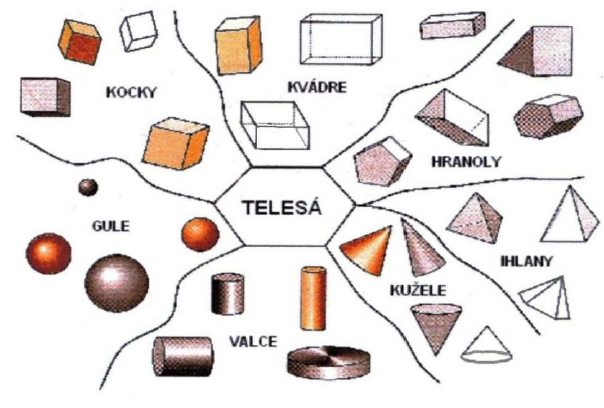 KOCKY
KVÁDRE
HRANOLY
TELESÁ
GULE
IHLANY
KUŽELE
VALCE